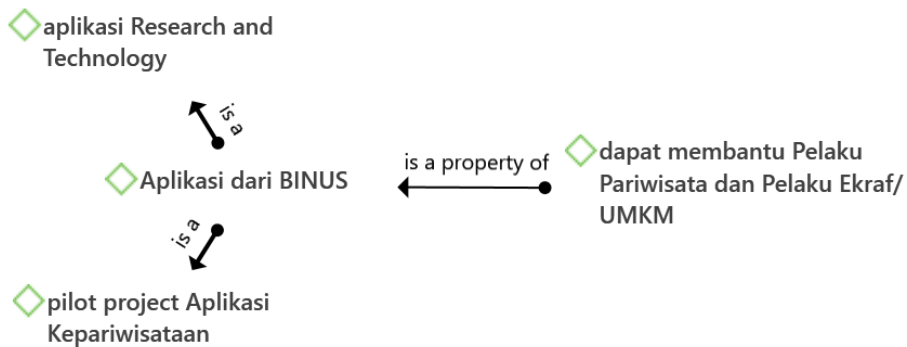 aplikasi Research and
Technology
is a
is a property of
dapat membantu Pelaku
Pariwisata dan Pelaku Ekraf/
UMKM
Aplikasi dari BINUS
is a
pilot project Aplikasi
Kepariwisataan